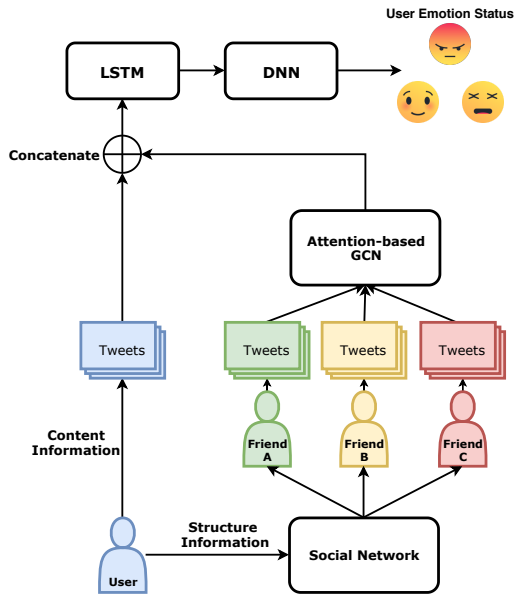 User Emotion Status
LSTM
DNN
Concatenate
Attention-based
GCN
Tweets
Tweets
Tweets
Tweets
Content
Information
Friend
A
Friend
B
Friend
C
Structure
Information
User
Social Network